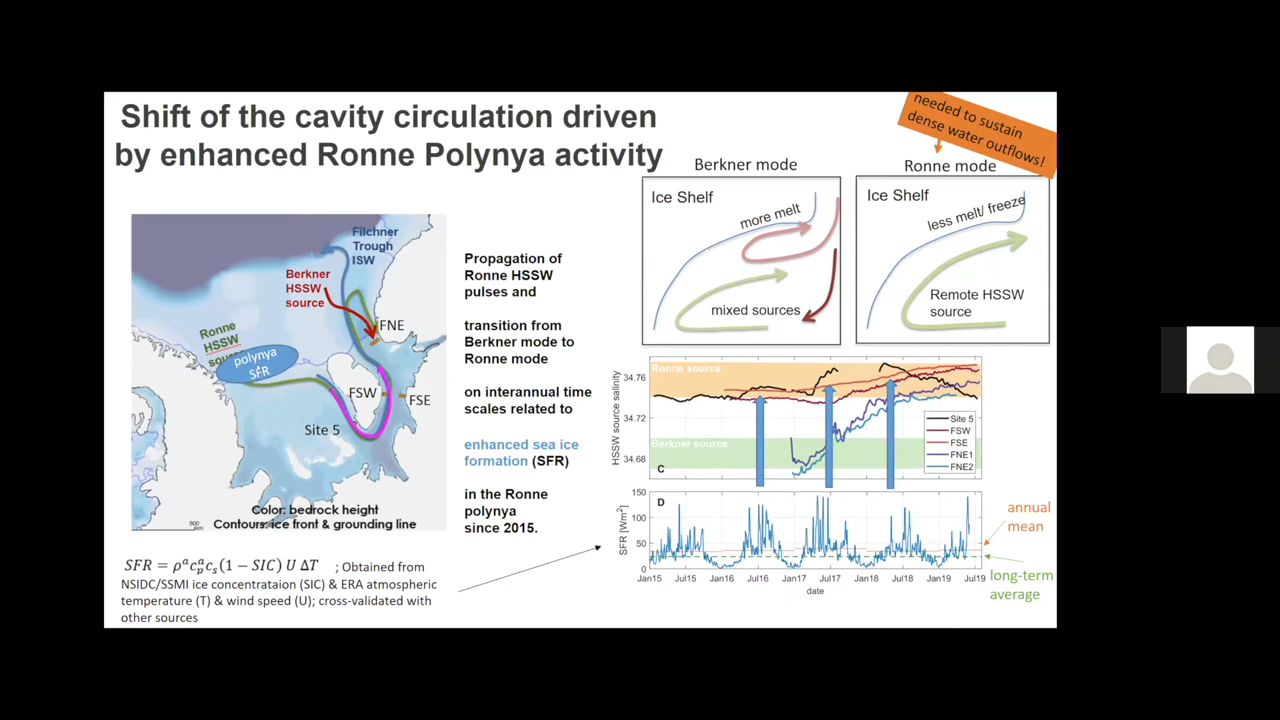 Shift of the cavity circulation driven
by enhanced Ronne Polynya activity
needed to sustain
dense water outflows!
Berkner mode
Ice Shelf
more melt
mixed sources
Ronne mode
Ice Shelf
less melt/ freeze
Remote HSSW
source
Filchner
Trough
ISW
Berkner
HSSW
source
FNE
Ronne
HSSW
polynya
SFR
FSW
FSE
Site 5
Color: bedrock height
Contours: ice front & grounding line
Propagation of
Ronne HSSW
pulses and
transition from
Berkner mode to
Ronne mode
on interannual time
scales related to
enhanced sea ice
formation (SFR)
in the Ronne
polynya
since 2015.
HSSW source salinity
34.76
34.72
34.68
Ronne source
Berkner source
C
Site 5
FSW
FSE
FNE1
FNE2
SFR [Wm²]
150
100
50
0
D
Jan15 Jul15 Jan16 Jul16 Jan17 Jul17 Jan18 Jul18 Jan19 Jul19
date
annual
mean
long-term
average
SFR = ρᵃcₚᵃcₛ(1 − SIC) U ΔT ; Obtained from
NSIDC/SSMI ice concentrataion (SIC) & ERA atmospheric
temperature (T) & wind speed (U); cross-validated with
other sources